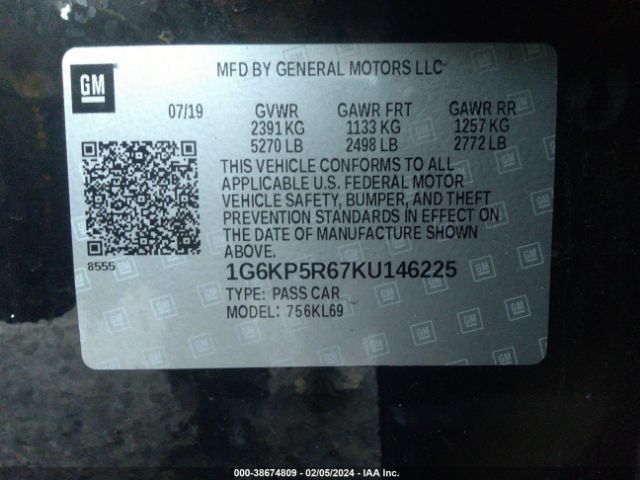 GM
MFD BY GENERAL MOTORS LLC
07/19 GVWR GAWR FRT GAWR RR
2391 KG 1133 KG 1257 KG
5270 LB 2498 LB 2772 LB
THIS VEHICLE CONFORMS TO ALL
APPLICABLE U.S. FEDERAL MOTOR
VEHICLE SAFETY, BUMPER, AND THEFT
PREVENTION STANDARDS IN EFFECT ON
THE DATE OF MANUFACTURE SHOWN
ABOVE.
8555
1G6KP5R67KU146225
TYPE: PASS CAR
MODEL: 756KL69
000-38674809 - 02/05/2024 - IAA Inc.